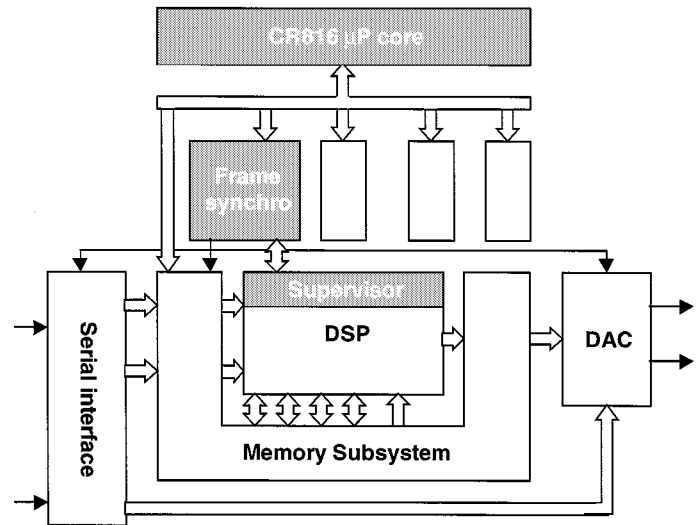 CR816 µP core
Frame
synchro
Supervisor
DSP
Serial interface
DAC
Memory Subsystem